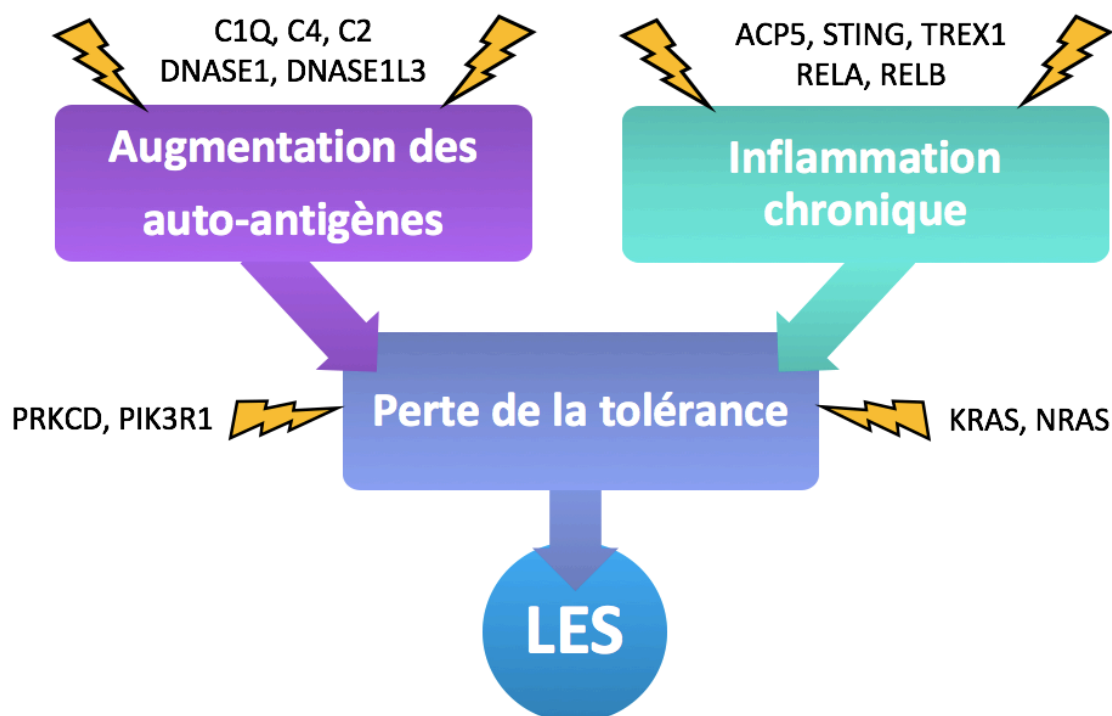 C1Q, C4, C2
DNASE1, DNASE1L3
ACP5, STING, TREX1
RELA, RELB
Augmentation des
auto-antigènes
Inflammation
chronique
PRKCD, PIK3R1
Perte de la tolérance
KRAS, NRAS
LES